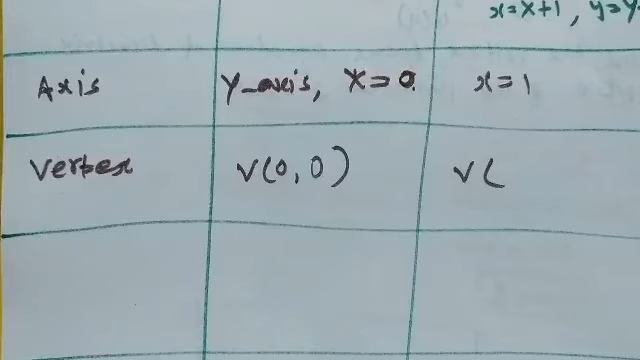 x=X+1, y=Y
Axis Y-axis, X=0. x=1
Vertex V(0,0) V(